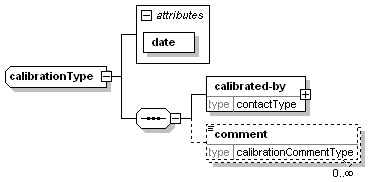 attributes
date
calibrationType
calibrated-by
type contactType
comment
type calibrationCommentType
0..∞